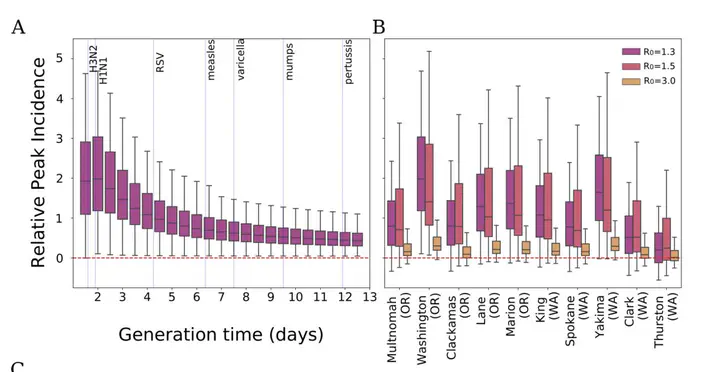 A
B
H3N2
H1N1
RSV
measles
varicella
mumps
pertussis
R0=1.3
R0=1.5
R0=3.0
Relative Peak Incidence
5
4
3
2
1
0
2 3 4 5 6 7 8 9 10 11 12 13
Generation time (days)
Multnomah
(OR)
Washington
(OR)
Clackamas
(OR)
Lane
(OR)
Marion
(OR)
King
(WA)
Spokane
(WA)
Yakima
(WA)
Clark
(WA)
Thurston
(WA)